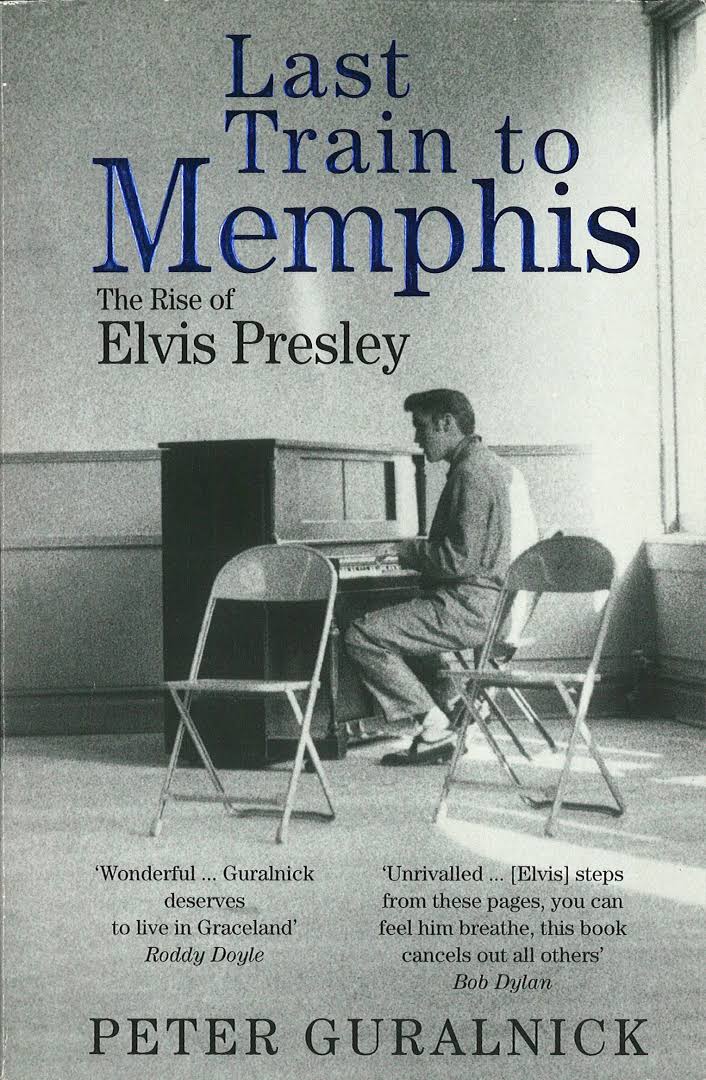 Last
Train to
Memphis
The Rise of
Elvis Presley
‘Wonderful ... Guralnick
deserves
to live in Graceland’
Roddy Doyle
‘Unrivalled ... [Elvis] steps
from these pages, you can
feel him breathe, this book
cancels out all others’
Bob Dylan
PETER GURALNICK